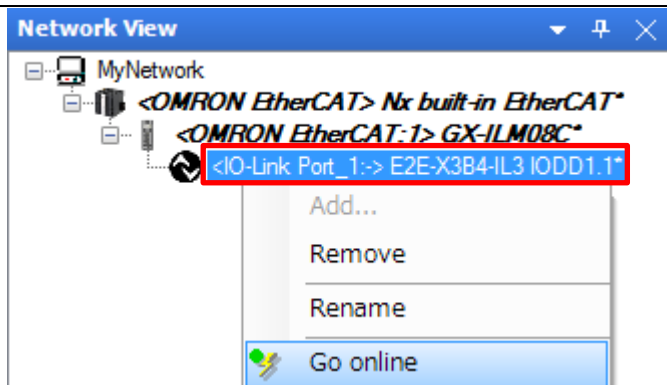 Network View
MyNetwork
<OMRON EtherCAT> Nx built-in EtherCAT*
<OMRON EtherCAT:1> GX-ILM08C*
<IO-Link Port_1:-> E2E-X3B4-IL3 IODD1.1*
Add...
Remove
Rename
Go online